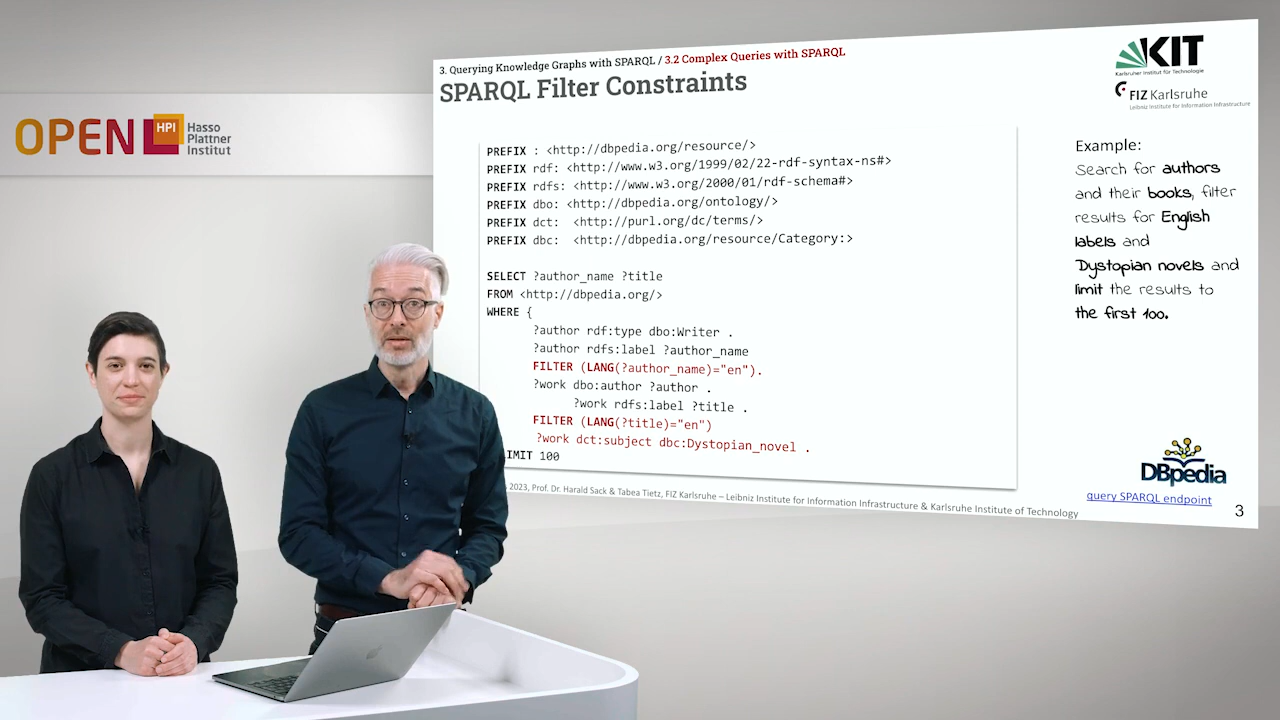 OPEN HPI Hasso
Plattner
Institut
3. Querying Knowledge Graphs with SPARQL / 3.2 Complex Queries with SPARQL
SPARQL Filter Constraints
KIT
Karlsruher Institut für Technologie
FIZ Karlsruhe
Leibniz Institute for Information Infrastructure
PREFIX : <http://dbpedia.org/resource/>
PREFIX rdf: <http://www.w3.org/1999/02/22-rdf-syntax-ns#>
PREFIX rdfs: <http://www.w3.org/2000/01/rdf-schema#>
PREFIX dbo: <http://dbpedia.org/ontology/>
PREFIX dct: <http://purl.org/dc/terms/>
PREFIX dbc: <http://dbpedia.org/resource/Category:>
SELECT ?author_name ?title
FROM <http://dbpedia.org/>
WHERE {
?author rdf:type dbo:Writer .
?author rdfs:label ?author_name
FILTER (LANG(?author_name)="en").
?work dbo:author ?author .
?work rdfs:label ?title .
FILTER (LANG(?title)="en")
?work dct:subject dbc:Dystopian_novel .
IMIT 100
Example:
Search for authors
and their books, filter
results for English
labels and
Dystopian novels and
limit the results to
the first 100.
DBpedia
query SPARQL endpoint
2023, Prof. Dr. Harald Sack & Tabea Tietz, FIZ Karlsruhe – Leibniz Institute for Information Infrastructure & Karlsruhe Institute of Technology
3